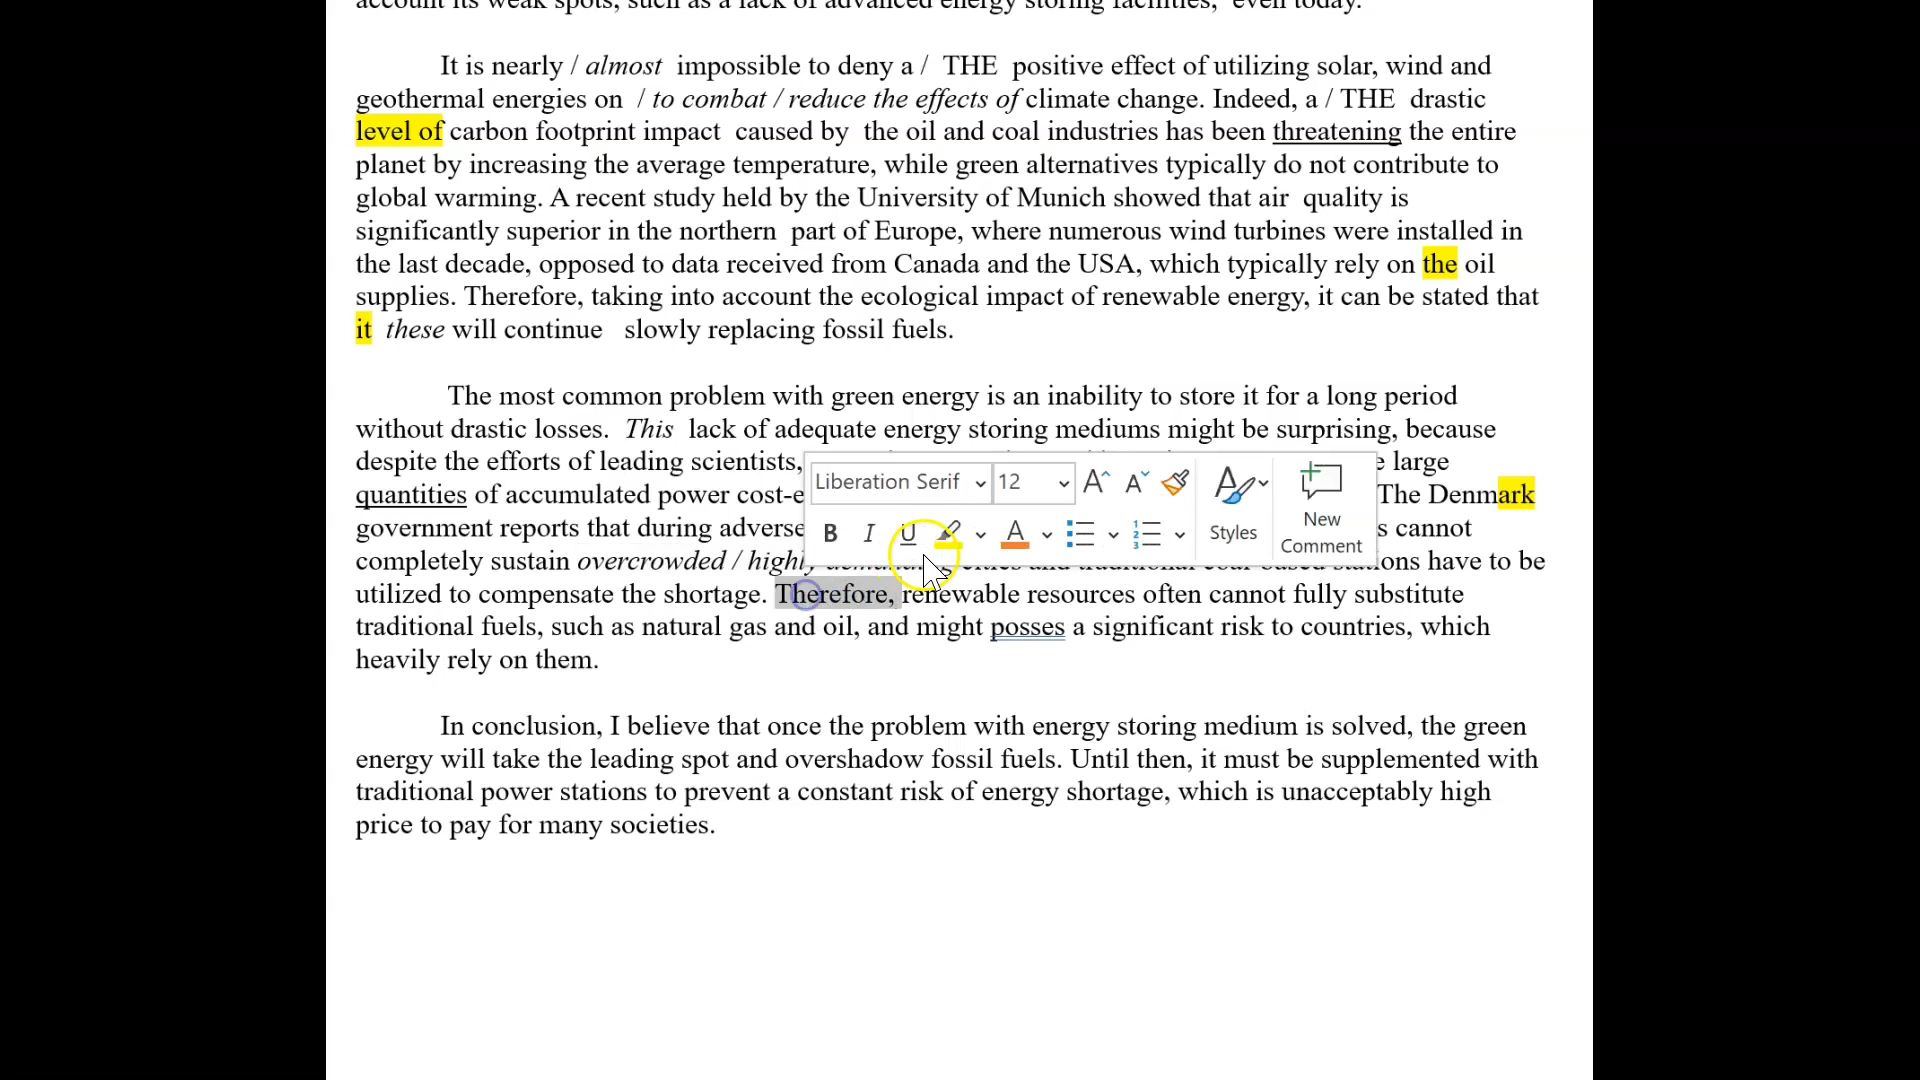 account its weak spots, such as a lack of advanced energy storing facilities, even today.
It is nearly / almost impossible to deny a / THE positive effect of utilizing solar, wind and
geothermal energies on / to combat / reduce the effects of climate change. Indeed, a / THE drastic
level of carbon footprint impact caused by the oil and coal industries has been threatening the entire
planet by increasing the average temperature, while green alternatives typically do not contribute to
global warming. A recent study held by the University of Munich showed that air quality is
significantly superior in the northern part of Europe, where numerous wind turbines were installed in
the last decade, opposed to data received from Canada and the USA, which typically rely on the oil
supplies. Therefore, taking into account the ecological impact of renewable energy, it can be stated that
it these will continue slowly replacing fossil fuels.
The most common problem with green energy is an inability to store it for a long period
without drastic losses. This lack of adequate energy storing mediums might be surprising, because
despite the efforts of leading scientists, large
Liberation Serif 12
quantities of accumulated power The Denmark
New
Comment
Styles
B I U
government reports that during adverse cannot
completely sustain overcrowded / cities and traditional coal-based stations have to be
utilized to compensate the shortage. Therefore, renewable resources often cannot fully substitute
traditional fuels, such as natural gas and oil, and might posses a significant risk to countries, which
heavily rely on them.
In conclusion, I believe that once the problem with energy storing medium is solved, the green
energy will take the leading spot and overshadow fossil fuels. Until then, it must be supplemented with
traditional power stations to prevent a constant risk of energy shortage, which is unacceptably high
price to pay for many societies.